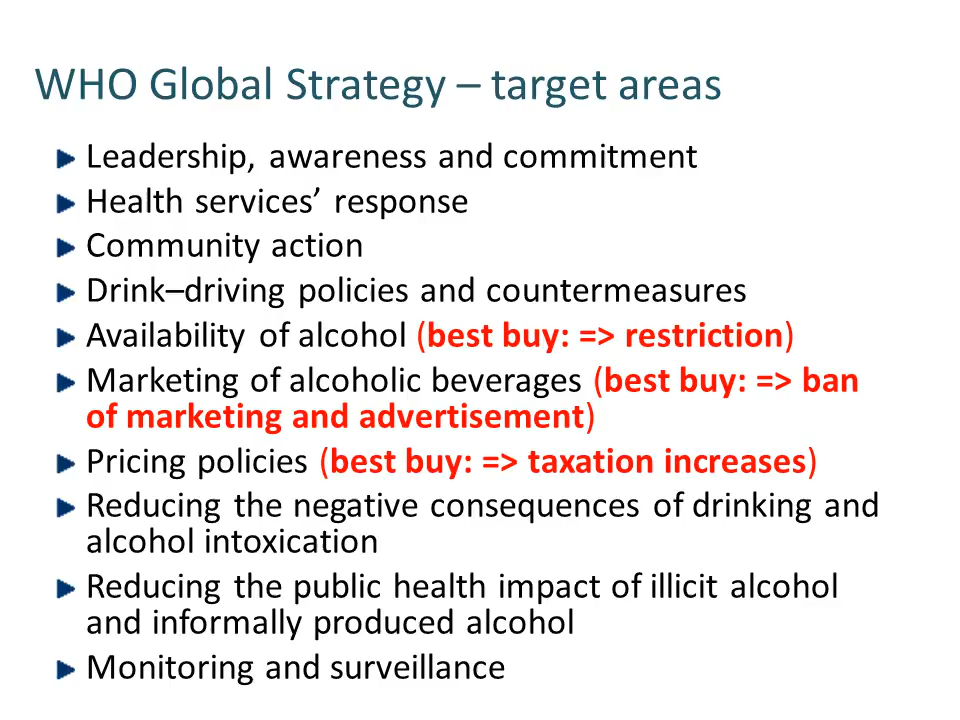 WHO Global Strategy – target areas
Leadership, awareness and commitment
Health services’ response
Community action
Drink–driving policies and countermeasures
Availability of alcohol (best buy: => restriction)
Marketing of alcoholic beverages (best buy: => ban
of marketing and advertisement)
Pricing policies (best buy: => taxation increases)
Reducing the negative consequences of drinking and
alcohol intoxication
Reducing the public health impact of illicit alcohol
and informally produced alcohol
Monitoring and surveillance